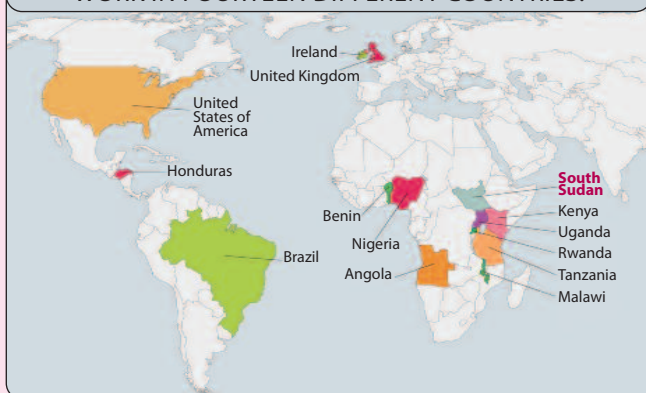 WORK IN FOURTEEN DIFFERENT COUNTRIES.
Ireland
United Kingdom
United
States of
America
Honduras
Brazil
Benin
Nigeria
Angola
South
Sudan
Kenya
Uganda
Rwanda
Tanzania
Malawi